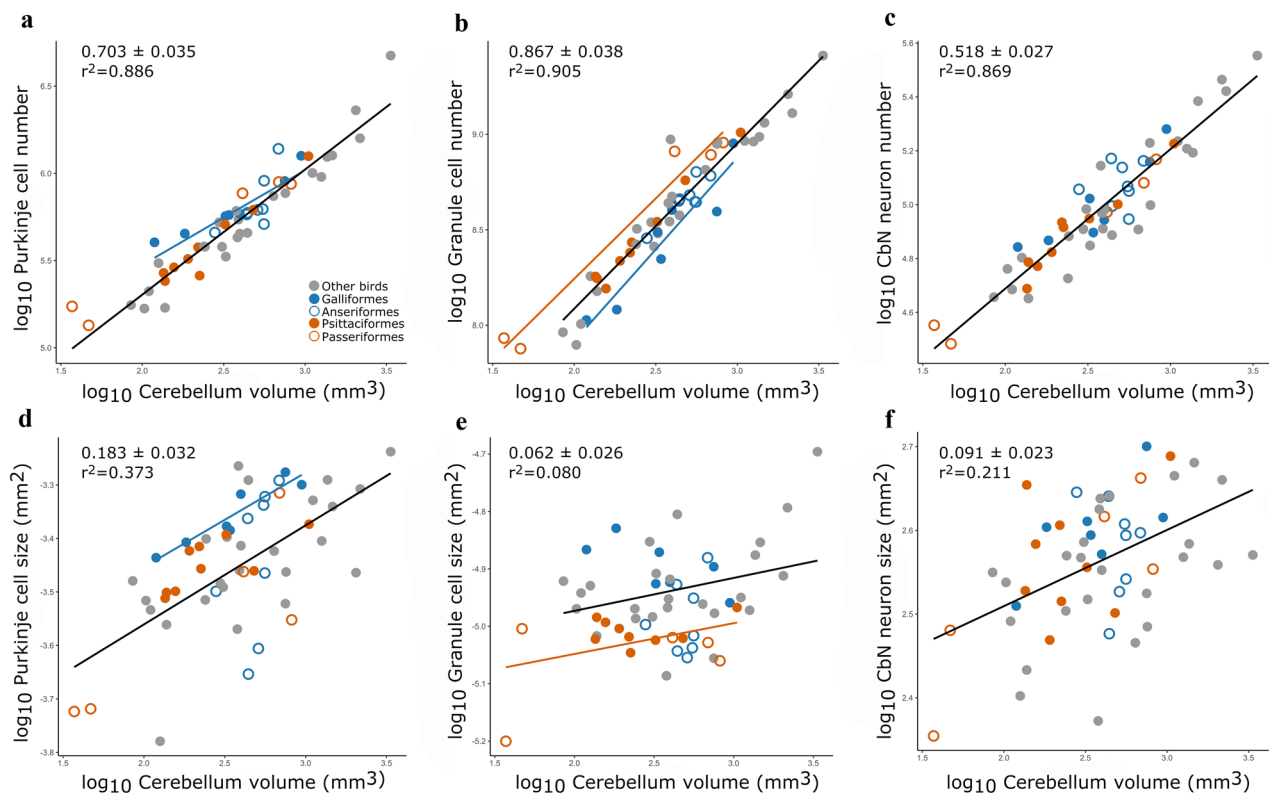 a
0.703 ± 0.035
r²=0.886
log10 Purkinje cell number
6.5
6.0
5.5
5.0
Other birds
Galliformes
Anseriformes
Psittaciformes
Passeriformes
1.5 2.0 2.5 3.0 3.5
log10 Cerebellum volume (mm3)
b
0.867 ± 0.038
r²=0.905
log10 Granule cell number
9.0
8.5
8.0
1.5 2.0 2.5 3.0 3.5
log10 Cerebellum volume (mm3)
c
0.518 ± 0.027
r²=0.869
log10 CbN neuron number
5.6
5.4
5.2
5.0
4.8
4.6
1.5 2.0 2.5 3.0 3.5
log10 Cerebellum volume (mm3)
d
0.183 ± 0.032
r²=0.373
log10 Purkinje cell size (mm2)
-3.3
-3.4
-3.5
-3.6
-3.7
-3.8
1.5 2.0 2.5 3.0 3.5
log10 Cerebellum volume (mm3)
e
0.062 ± 0.026
r²=0.080
log10 Granule cell size (mm2)
-4.7
-4.8
-4.9
-5.0
-5.1
-5.2
1.5 2.0 2.5 3.0 3.5
log10 Cerebellum volume (mm3)
f
0.091 ± 0.023
r²=0.211
log10 CbN neuron size (mm2)
2.7
2.6
2.5
2.4
1.5 2.0 2.5 3.0 3.5
log10 Cerebellum volume (mm3)